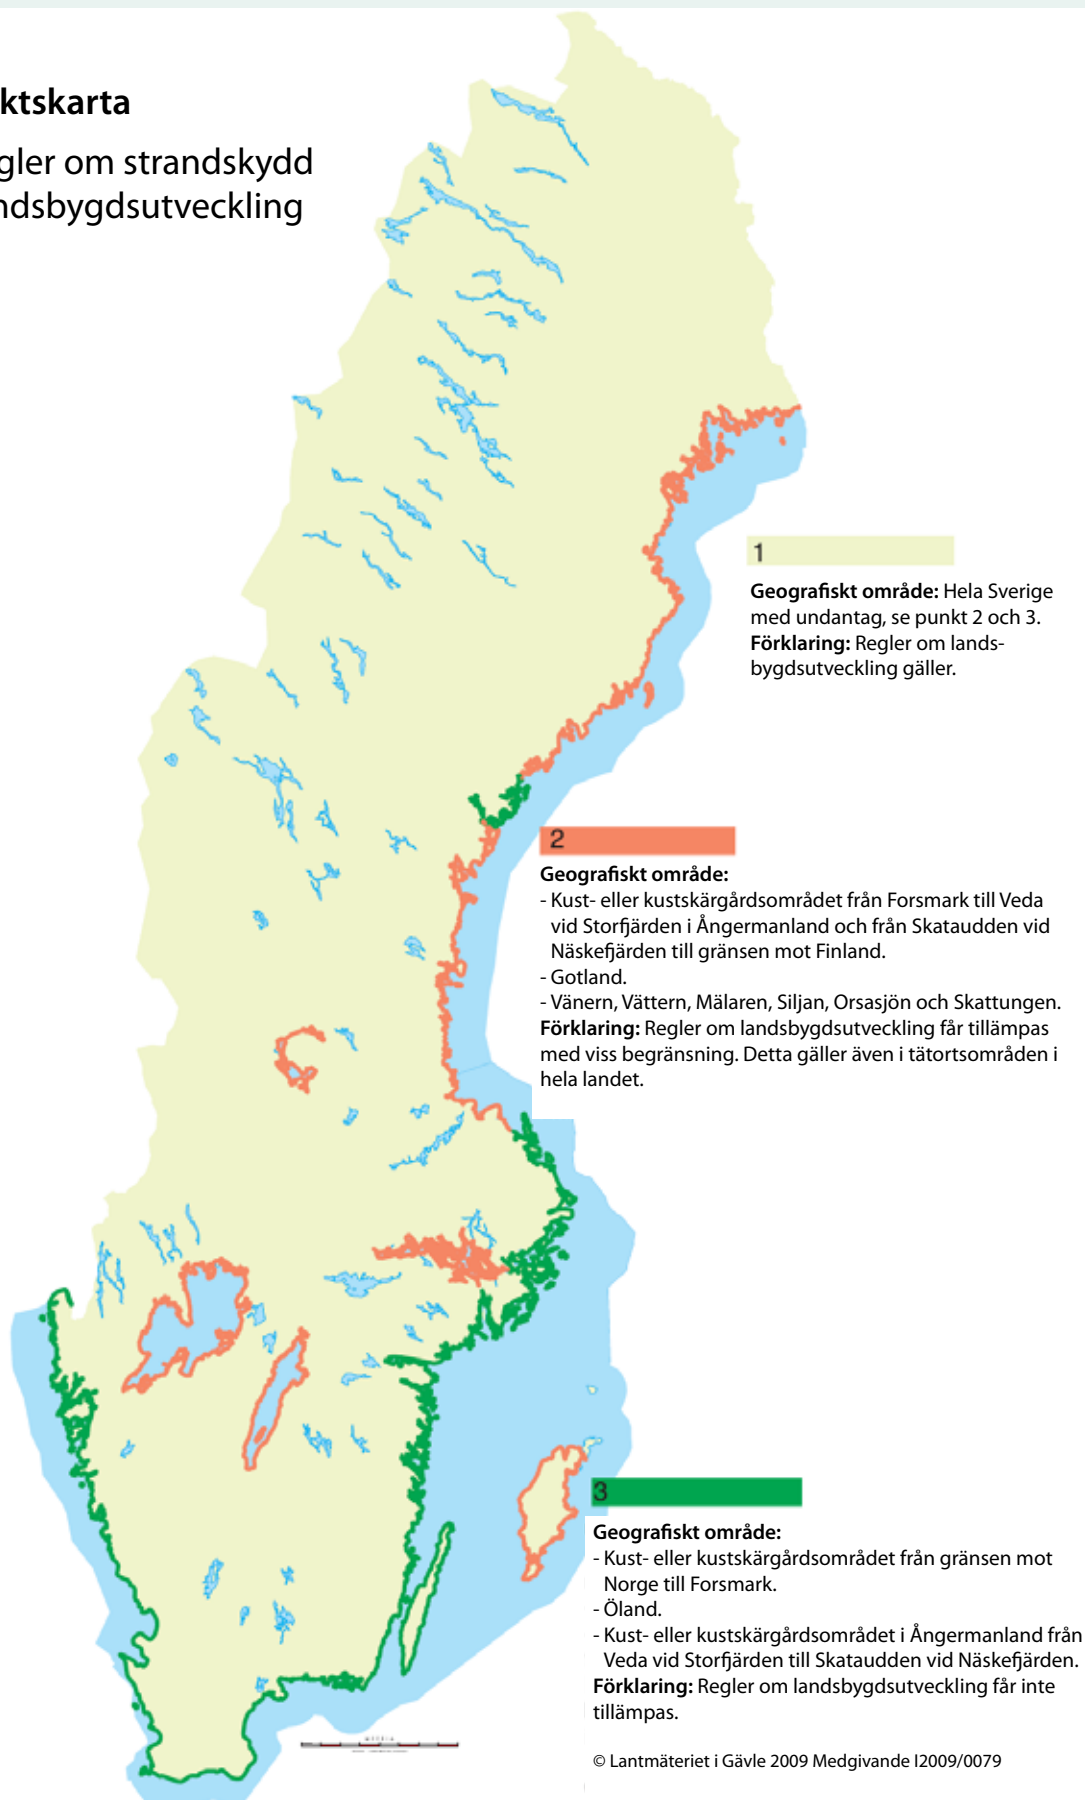 ktskarta
gler om strandskydd
ndsbygdsutveckling
1
Geografiskt område: Hela Sverige
med undantag, se punkt 2 och 3.
Förklaring: Regler om lands-
bygdsutveckling gäller.
2
Geografiskt område:
- Kust- eller kustskärgårdsområdet från Forsmark till Veda
vid Storfjärden i Ångermanland och från Skataudden vid
Näskefjärden till gränsen mot Finland.
- Gotland.
- Vänern, Vättern, Mälaren, Siljan, Orsasjön och Skattungen.
Förklaring: Regler om landsbygdsutveckling får tillämpas
med viss begränsning. Detta gäller även i tätortsområden i
hela landet.
3
Geografiskt område:
- Kust- eller kustskärgårdsområdet från gränsen mot
Norge till Forsmark.
- Öland.
- Kust- eller kustskärgårdsområdet i Ångermanland från
Veda vid Storfjärden till Skataudden vid Näskefjärden.
Förklaring: Regler om landsbygdsutveckling får inte
tillämpas.
© Lantmäteriet i Gävle 2009 Medgivande I2009/0079